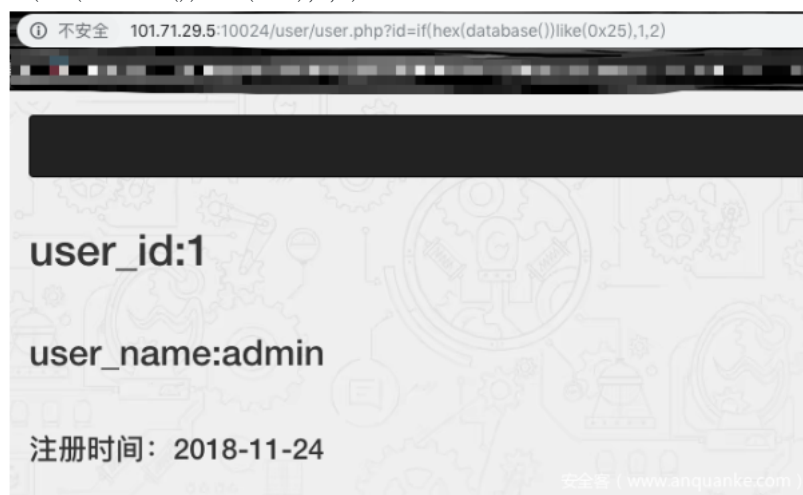 不安全 101.71.29.5:10024/user/user.php?id=if(hex(database())like(0x25),1,2)
user_id:1
user_name:admin
注册时间：2018-11-24
安全客（www.anquanke.com）